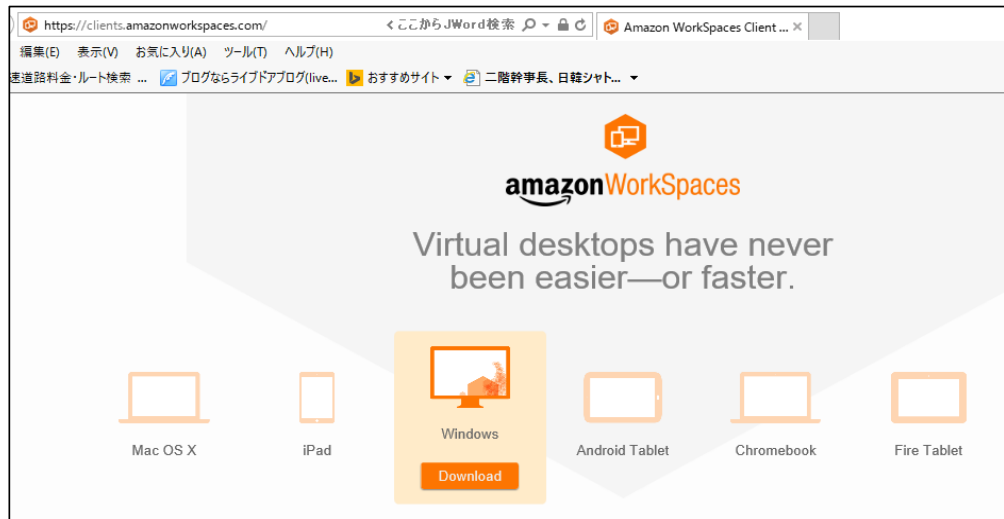 https://clients.amazonworkspaces.com/
くここからJWord検索
Amazon WorkSpaces Client ...
編集(E) 表示(V) お気に入り(A) ツール(T) ヘルプ(H)
速道路料金・ルート検索 ... ブログならライブドアブログ(live... おすすめサイト 二階幹事長、日韓シャト...
amazonWorkSpaces
Virtual desktops have never
been easier—or faster.
Mac OS X
iPad
Windows
Download
Android Tablet
Chromebook
Fire Tablet